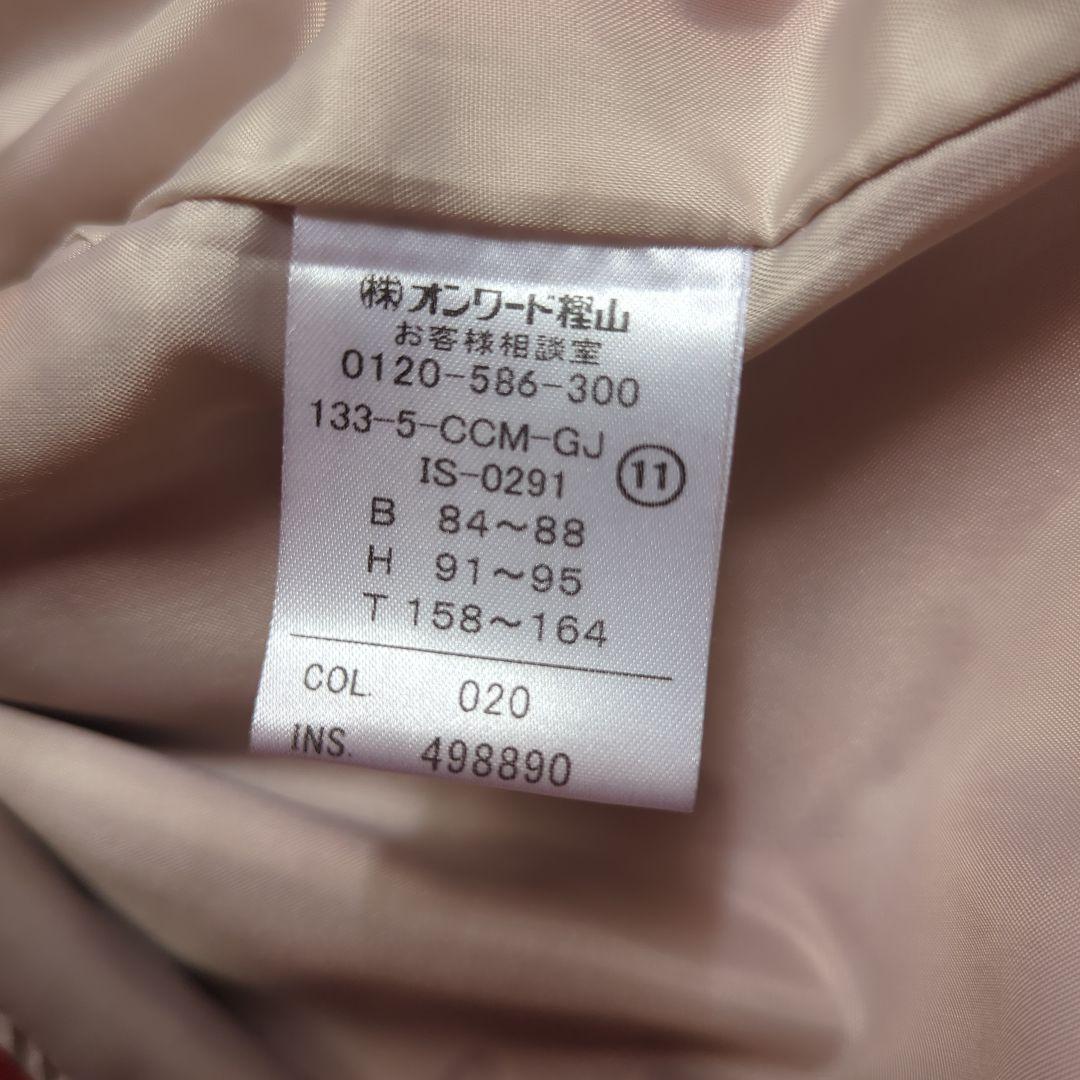 ㈱オンワード樫山
お客様相談室
0120-586-300
133-5-CCM-GJ
IS-0291 ⑪
B 84～88
H 91～95
T 158～164
COL. 020
INS. 498890